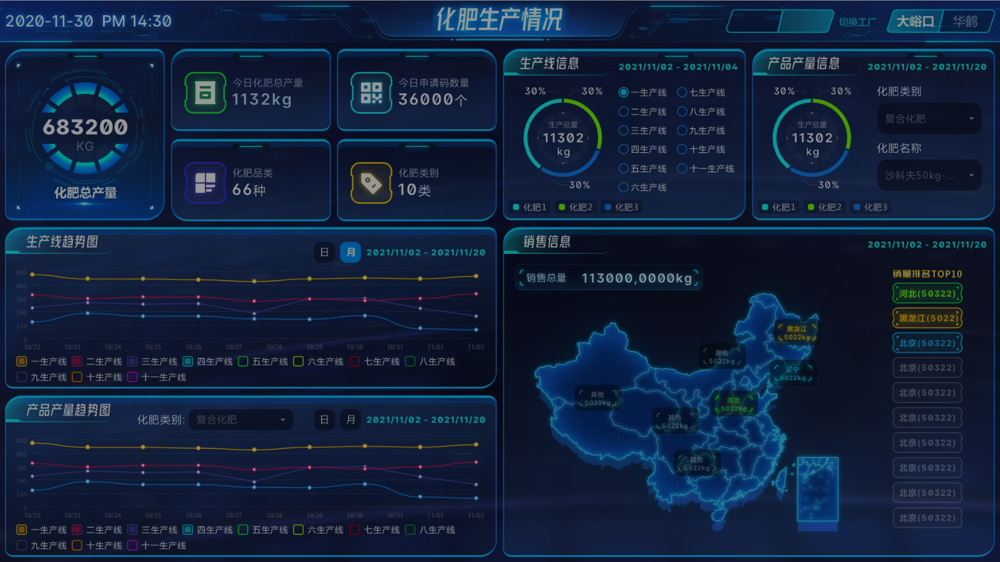 2020-11-30 PM 14:30
化肥生产情况
切换工厂
大峪口
华鹤
683200
KG
化肥总产量
今日化肥总产量
1132kg
今日申请码数量
36000个
化肥品类
66种
化肥类别
10类
生产线信息
2021/11/02 - 2021/11/04
30%
30%
生产总量
11302
kg
30%
一生产线 七生产线
二生产线 八生产线
三生产线 九生产线
四生产线 十生产线
五生产线 十一生产线
六生产线
化肥1 化肥2 化肥3
产品产量信息
2021/11/02 - 2021/11/20
30%
30%
生产总量
11302
kg
30%
化肥类别
复合化肥
化肥名称
沙科夫50kg-...
化肥1 化肥2 化肥3
生产线趋势图
日 月 2021/11/02 - 2021/11/20
600
480
360
240
120
0
10/22 10/23 10/24 10/25 10/26 10/27 10/28 10/29 10/30 10/31 11/01 11/02
一生产线 二生产线 三生产线 四生产线 五生产线 六生产线 七生产线 八生产线
九生产线 十生产线 十一生产线
产品产量趋势图
化肥类别: 复合化肥 日 月 2021/11/02 - 2021/11/20
600
480
360
240
120
0
10/22 10/23 10/24 10/25 10/26 10/27 10/28 10/29 10/30 10/31 11/01 11/02
一生产线 二生产线 三生产线 四生产线 五生产线 六生产线 七生产线 八生产线
九生产线 十生产线 十一生产线
销售信息
2021/11/02 - 2021/11/20
销售总量 113000,0000kg
黑龙江
5022kg
其他
5022kg
辽宁
5022kg
其他
5022kg
河北
5022kg
其他
5022kg
其他
5022kg
销量排名TOP10
河北(50322)
黑龙江(5022)
北京(50322)
北京(50322)
北京(50322)
北京(50322)
北京(50322)
北京(50322)
北京(50322)
北京(50322)